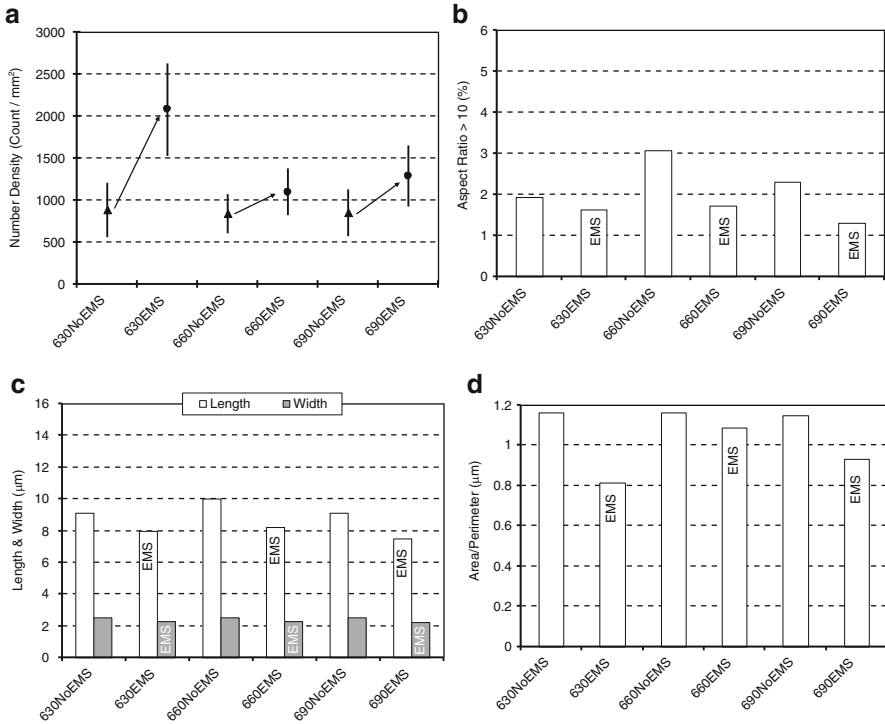 a
3000
2500
2000
1500
1000
500
0
Number Density (Count / mm²)
630NoEMS
630EMS
660NoEMS
660EMS
690NoEMS
690EMS
b
6
5
4
3
2
1
0
Aspect Ratio > 10 (%)
EMS
EMS
EMS
630NoEMS
630EMS
660NoEMS
660EMS
690NoEMS
690EMS
c
Length
Width
16
14
12
10
8
6
4
2
0
Length & Width (μm)
EMS
EMS
EMS
EMS
EMS
EMS
630NoEMS
630EMS
660NoEMS
660EMS
690NoEMS
690EMS
d
1.2
1
0.8
0.6
0.4
0.2
0
Area/Perimeter (μm)
EMS
EMS
EMS
630NoEMS
630EMS
660NoEMS
660EMS
690NoEMS
690EMS